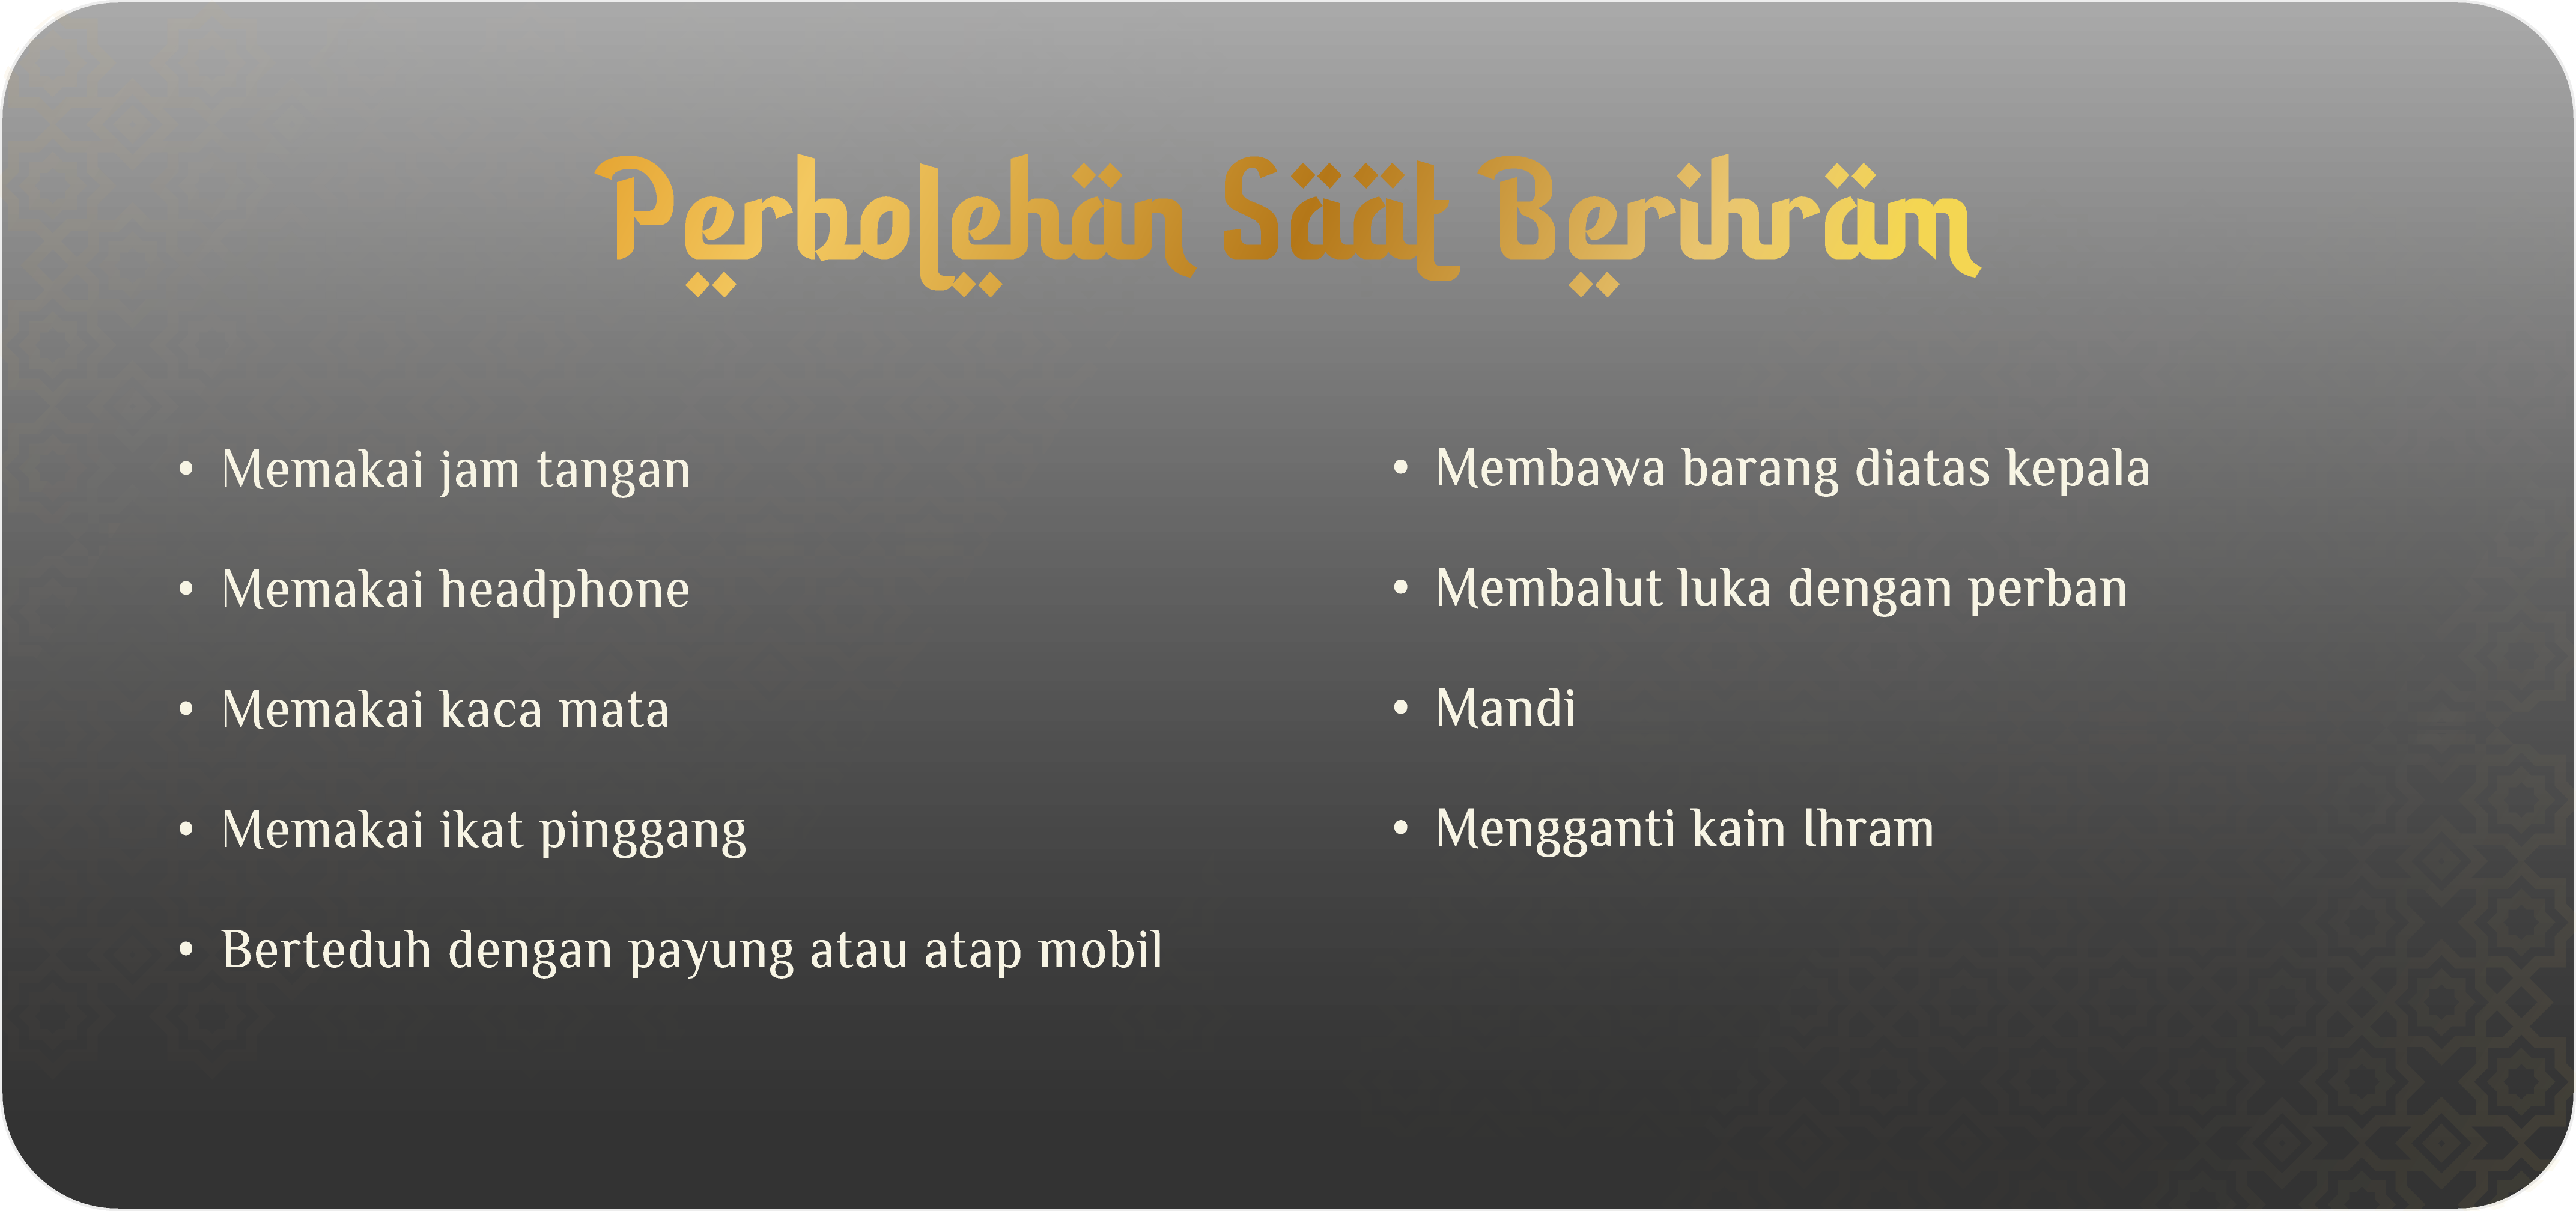 Perbolehan Saat Berihram
• Memakai jam tangan
• Memakai headphone
• Memakai kaca mata
• Memakai ikat pinggang
• Berteduh dengan payung atau atap mobil
• Membawa barang diatas kepala
• Membalut luka dengan perban
• Mandi
• Mengganti kain Ihram